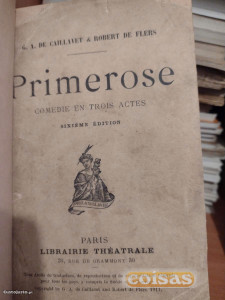 G. A. DE CAILLAVET & ROBERT DE FLERS
Primerose
COMÉDIE EN TROIS ACTES
SIXIÈME ÉDITION
PARIS
LIBRAIRIE THÉATRALE
30, RUE DE GRAMMONT, 30
coisas